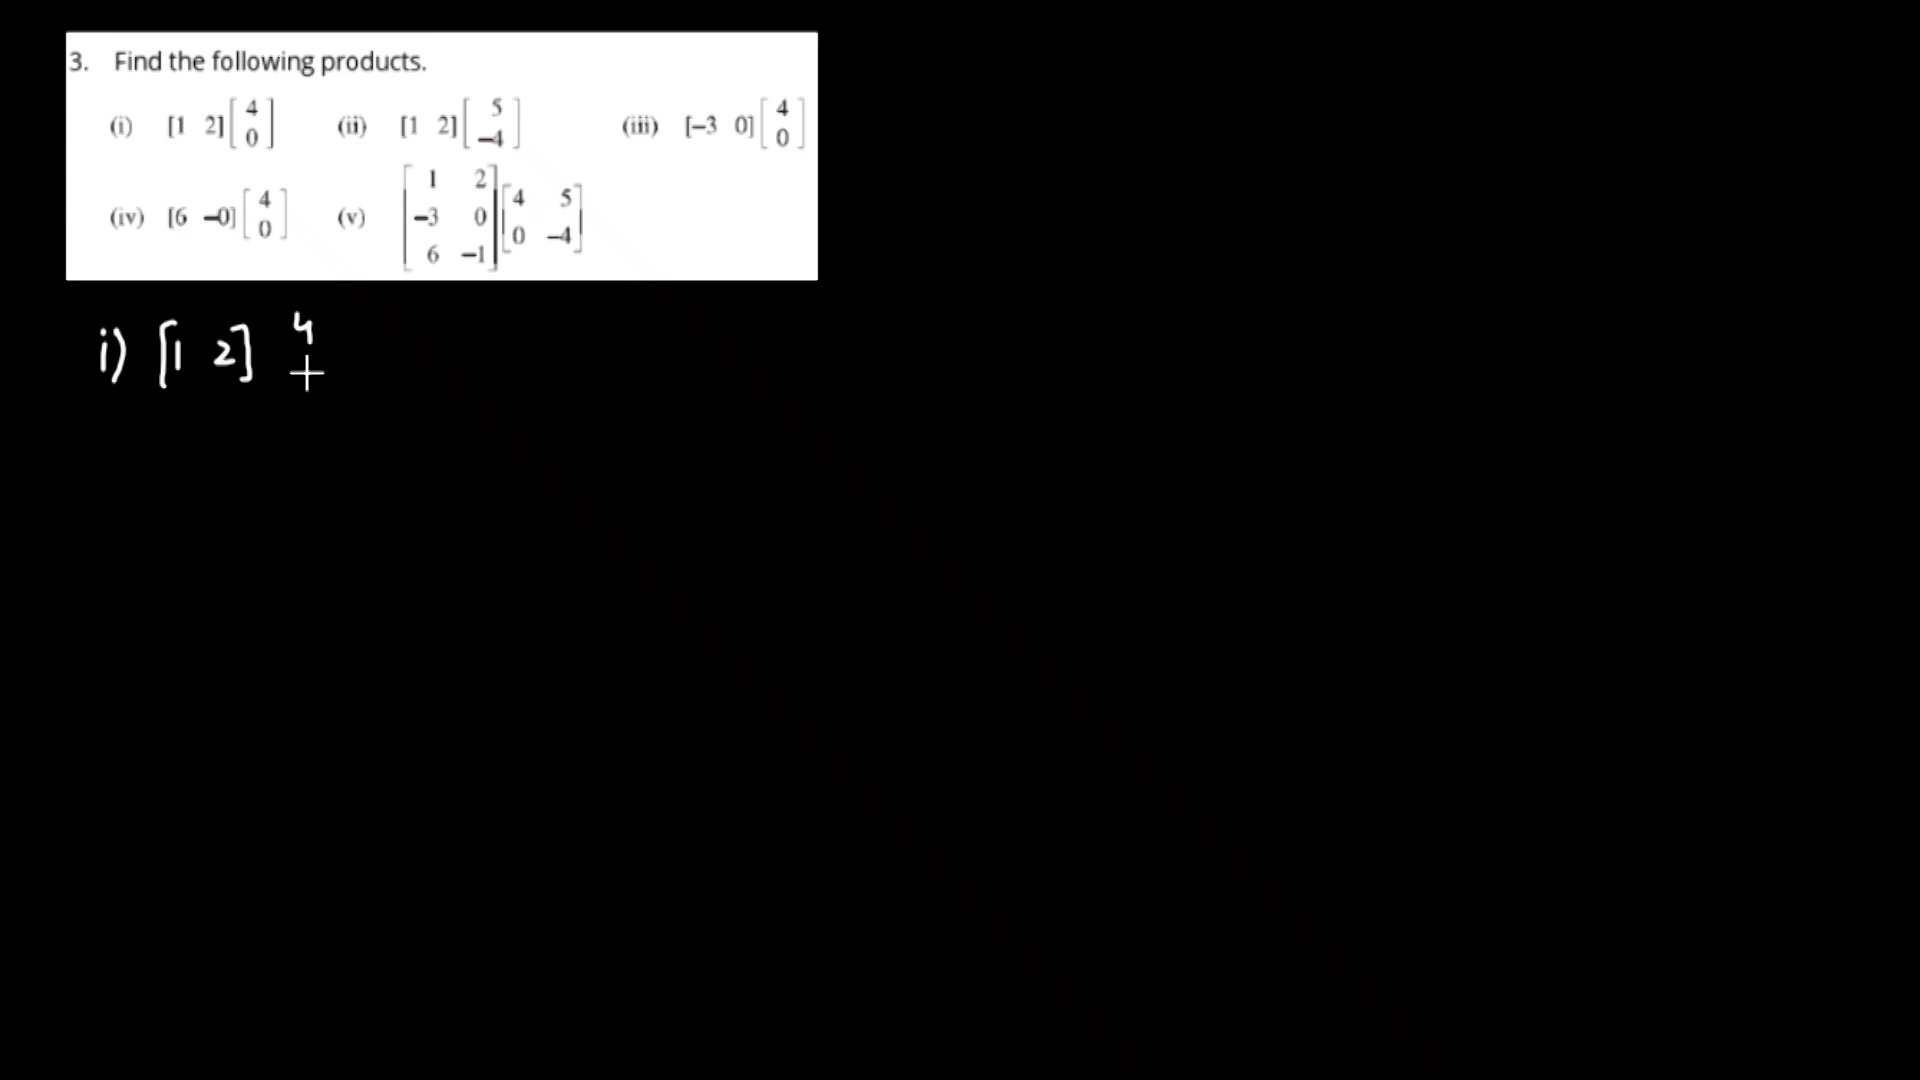 3. Find the following products.
(i) [1 2] [4 0] (ii) [1 2] [5 –4] (iii) [–3 0] [4 0]
(iv) [6 –0] [4 0] (v) [1 2 –3 0 6 –1] [4 5 0 –4]
i) [1 2] 4